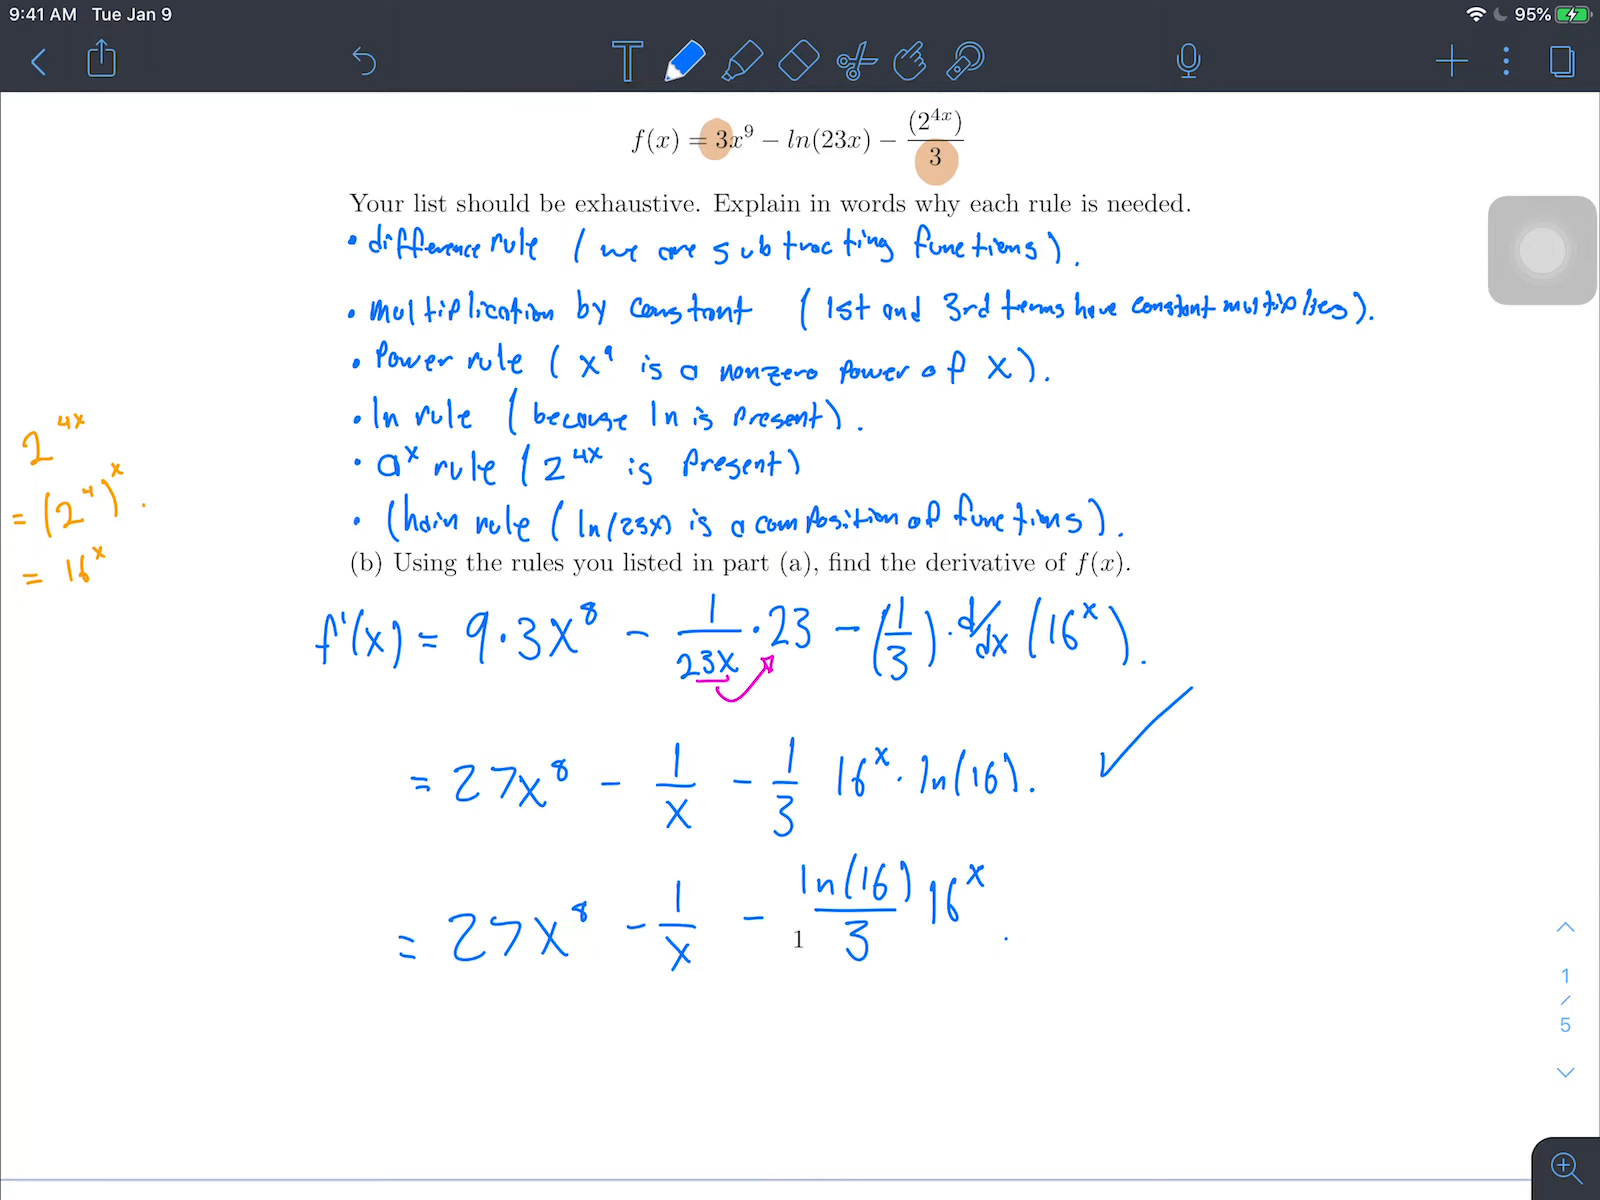 9:41 AM Tue Jan 9
95%
f(x) = 3x^9 − ln(23x) − (2^{4x})/3
Your list should be exhaustive. Explain in words why each rule is needed.
• difference rule (we are subtracting functions).
• multiplication by constant (1st and 3rd terms have constant multiplies).
• Power rule (x^9 is a nonzero power of x).
• ln rule (because ln is present).
• a^x rule (2^{4x} is present)
• Chain rule (ln(23x) is a composition of functions).
2^{4x}
= (2^4)^x.
= 16^x
(b) Using the rules you listed in part (a), find the derivative of f(x).
f'(x) = 9·3x^8 − 1/(23x) · 23 − (1/3) · d/dx (16^x).
= 27x^8 − 1/x − 1/3 16^x · ln(16). ✓
= 27x^8 − 1/x − ln(16)/3 16^x.
1
1
/
5